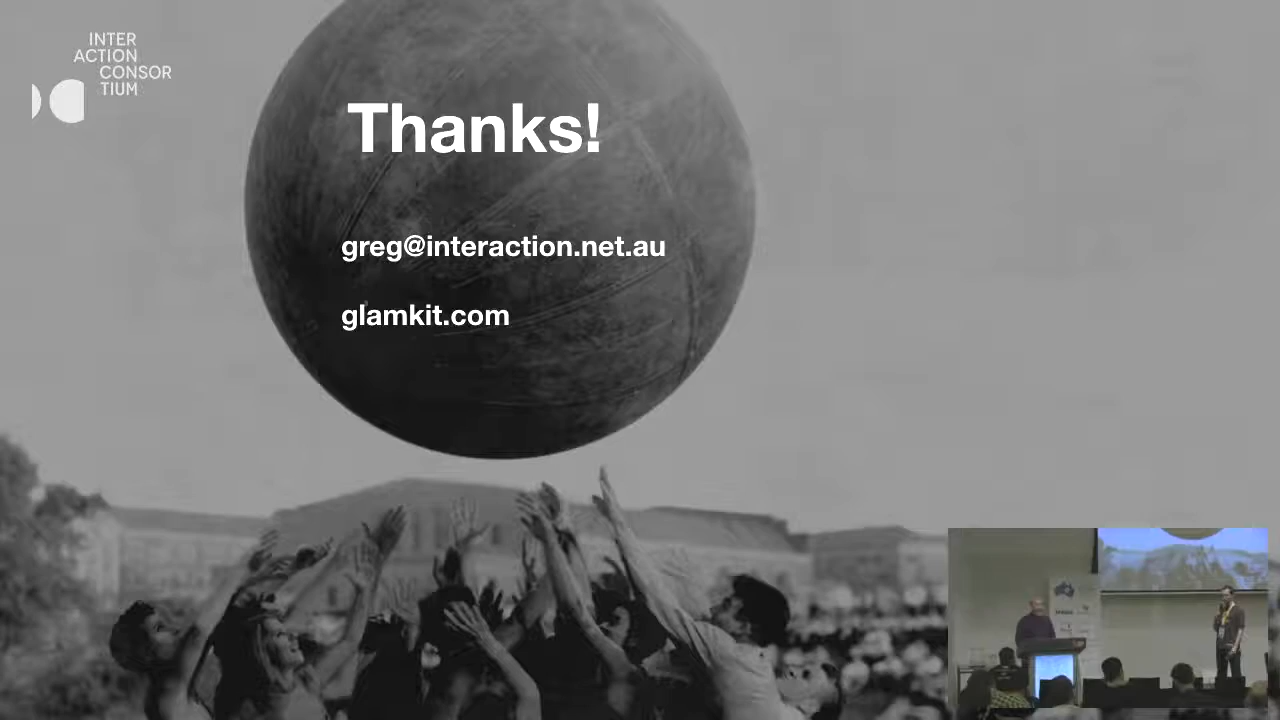 INTER
ACTION
CONSOR
TIUM
Thanks!
greg@interaction.net.au
glamkit.com